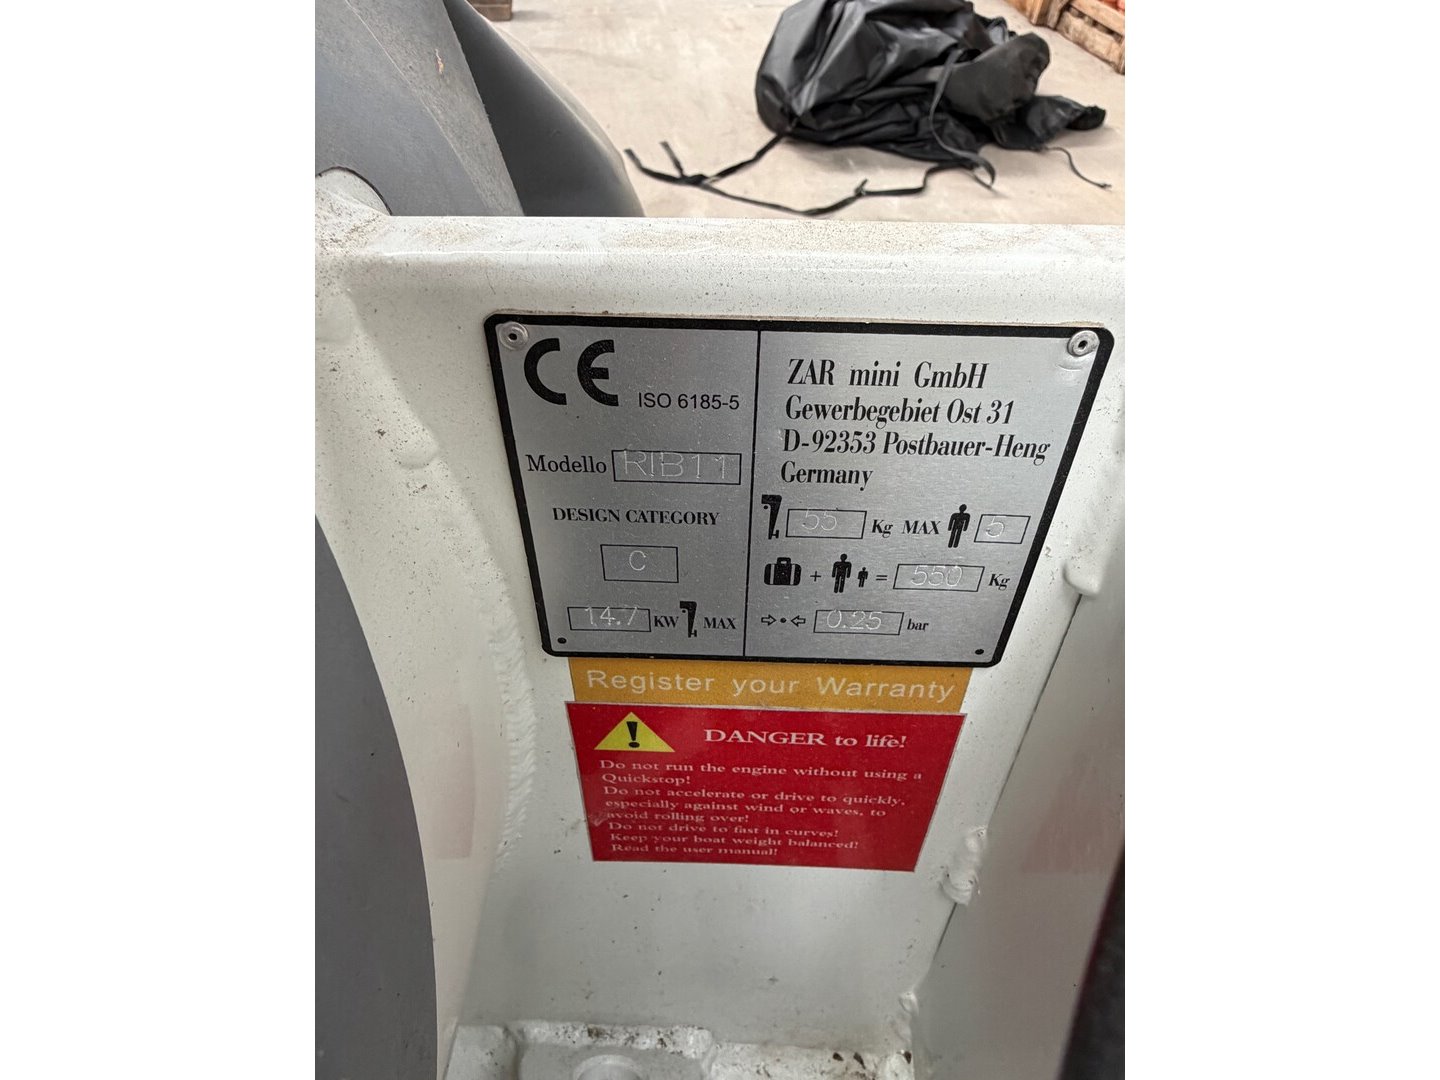 CE ISO 6185-5
Modello RIB11
DESIGN CATEGORY
C
14.7 KW MAX
ZAR mini GmbH
Gewerbegebiet Ost 31
D-92353 Postbauer-Heng
Germany
55 Kg MAX 5
+ = 550 Kg
0.25 bar
Register your Warranty
DANGER to life!
Do not run the engine without using a
Quickstop!
Do not accelerate or drive to quickly,
especially against wind or waves, to
avoid rolling over!
Do not drive to fast in curves!
Keep your boat weight balanced!
Read the user manual!